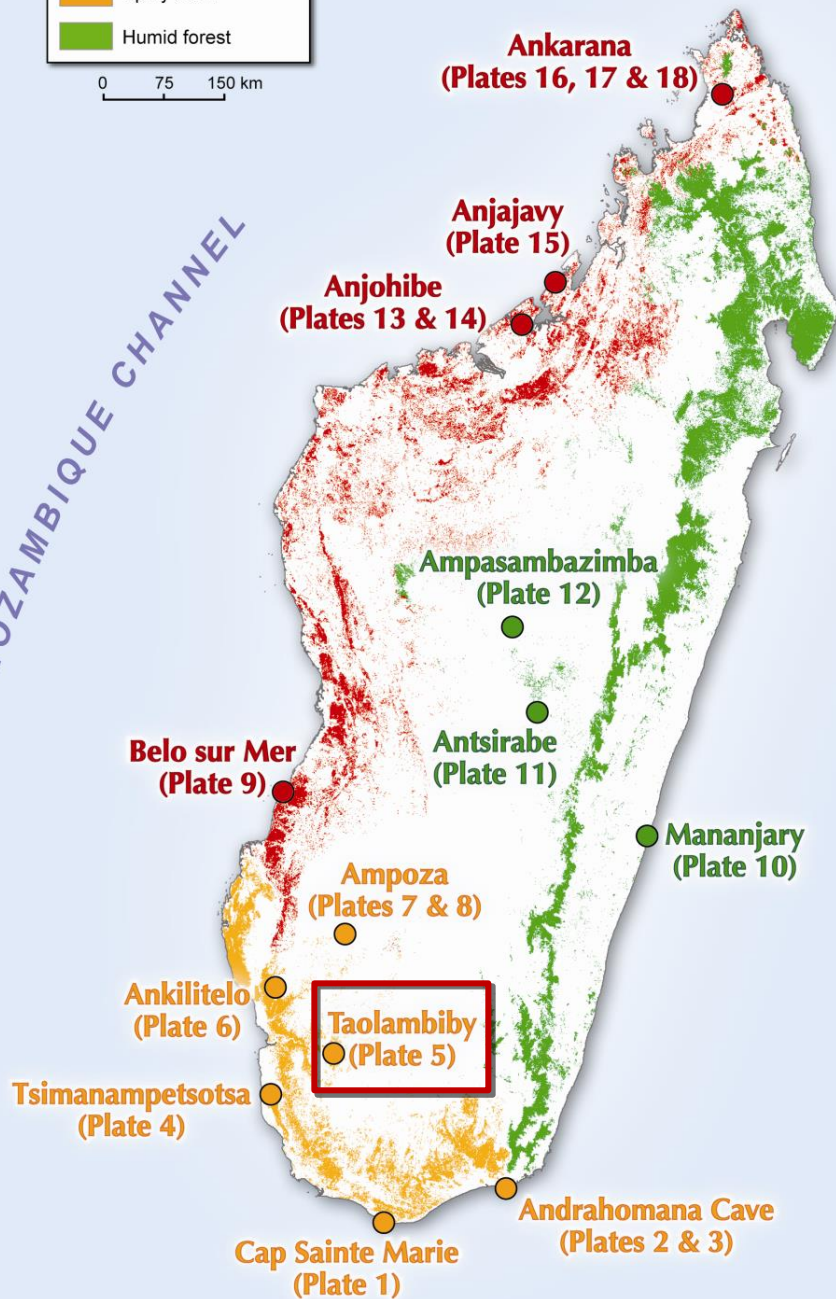 Humid forest
0 75 150 km
Ankarana
(Plates 16, 17 & 18)
Anjajavy
(Plate 15)
Anjohibe
(Plates 13 & 14)
MOZAMBIQUE CHANNEL
Ampasambazimba
(Plate 12)
Antsirabe
(Plate 11)
Belo sur Mer
(Plate 9)
Mananjary
(Plate 10)
Ampoza
(Plates 7 & 8)
Ankilitelo
(Plate 6)
Taolambiby
(Plate 5)
Tsimanampetsotsa
(Plate 4)
Andrahomana Cave
(Plates 2 & 3)
Cap Sainte Marie
(Plate 1)